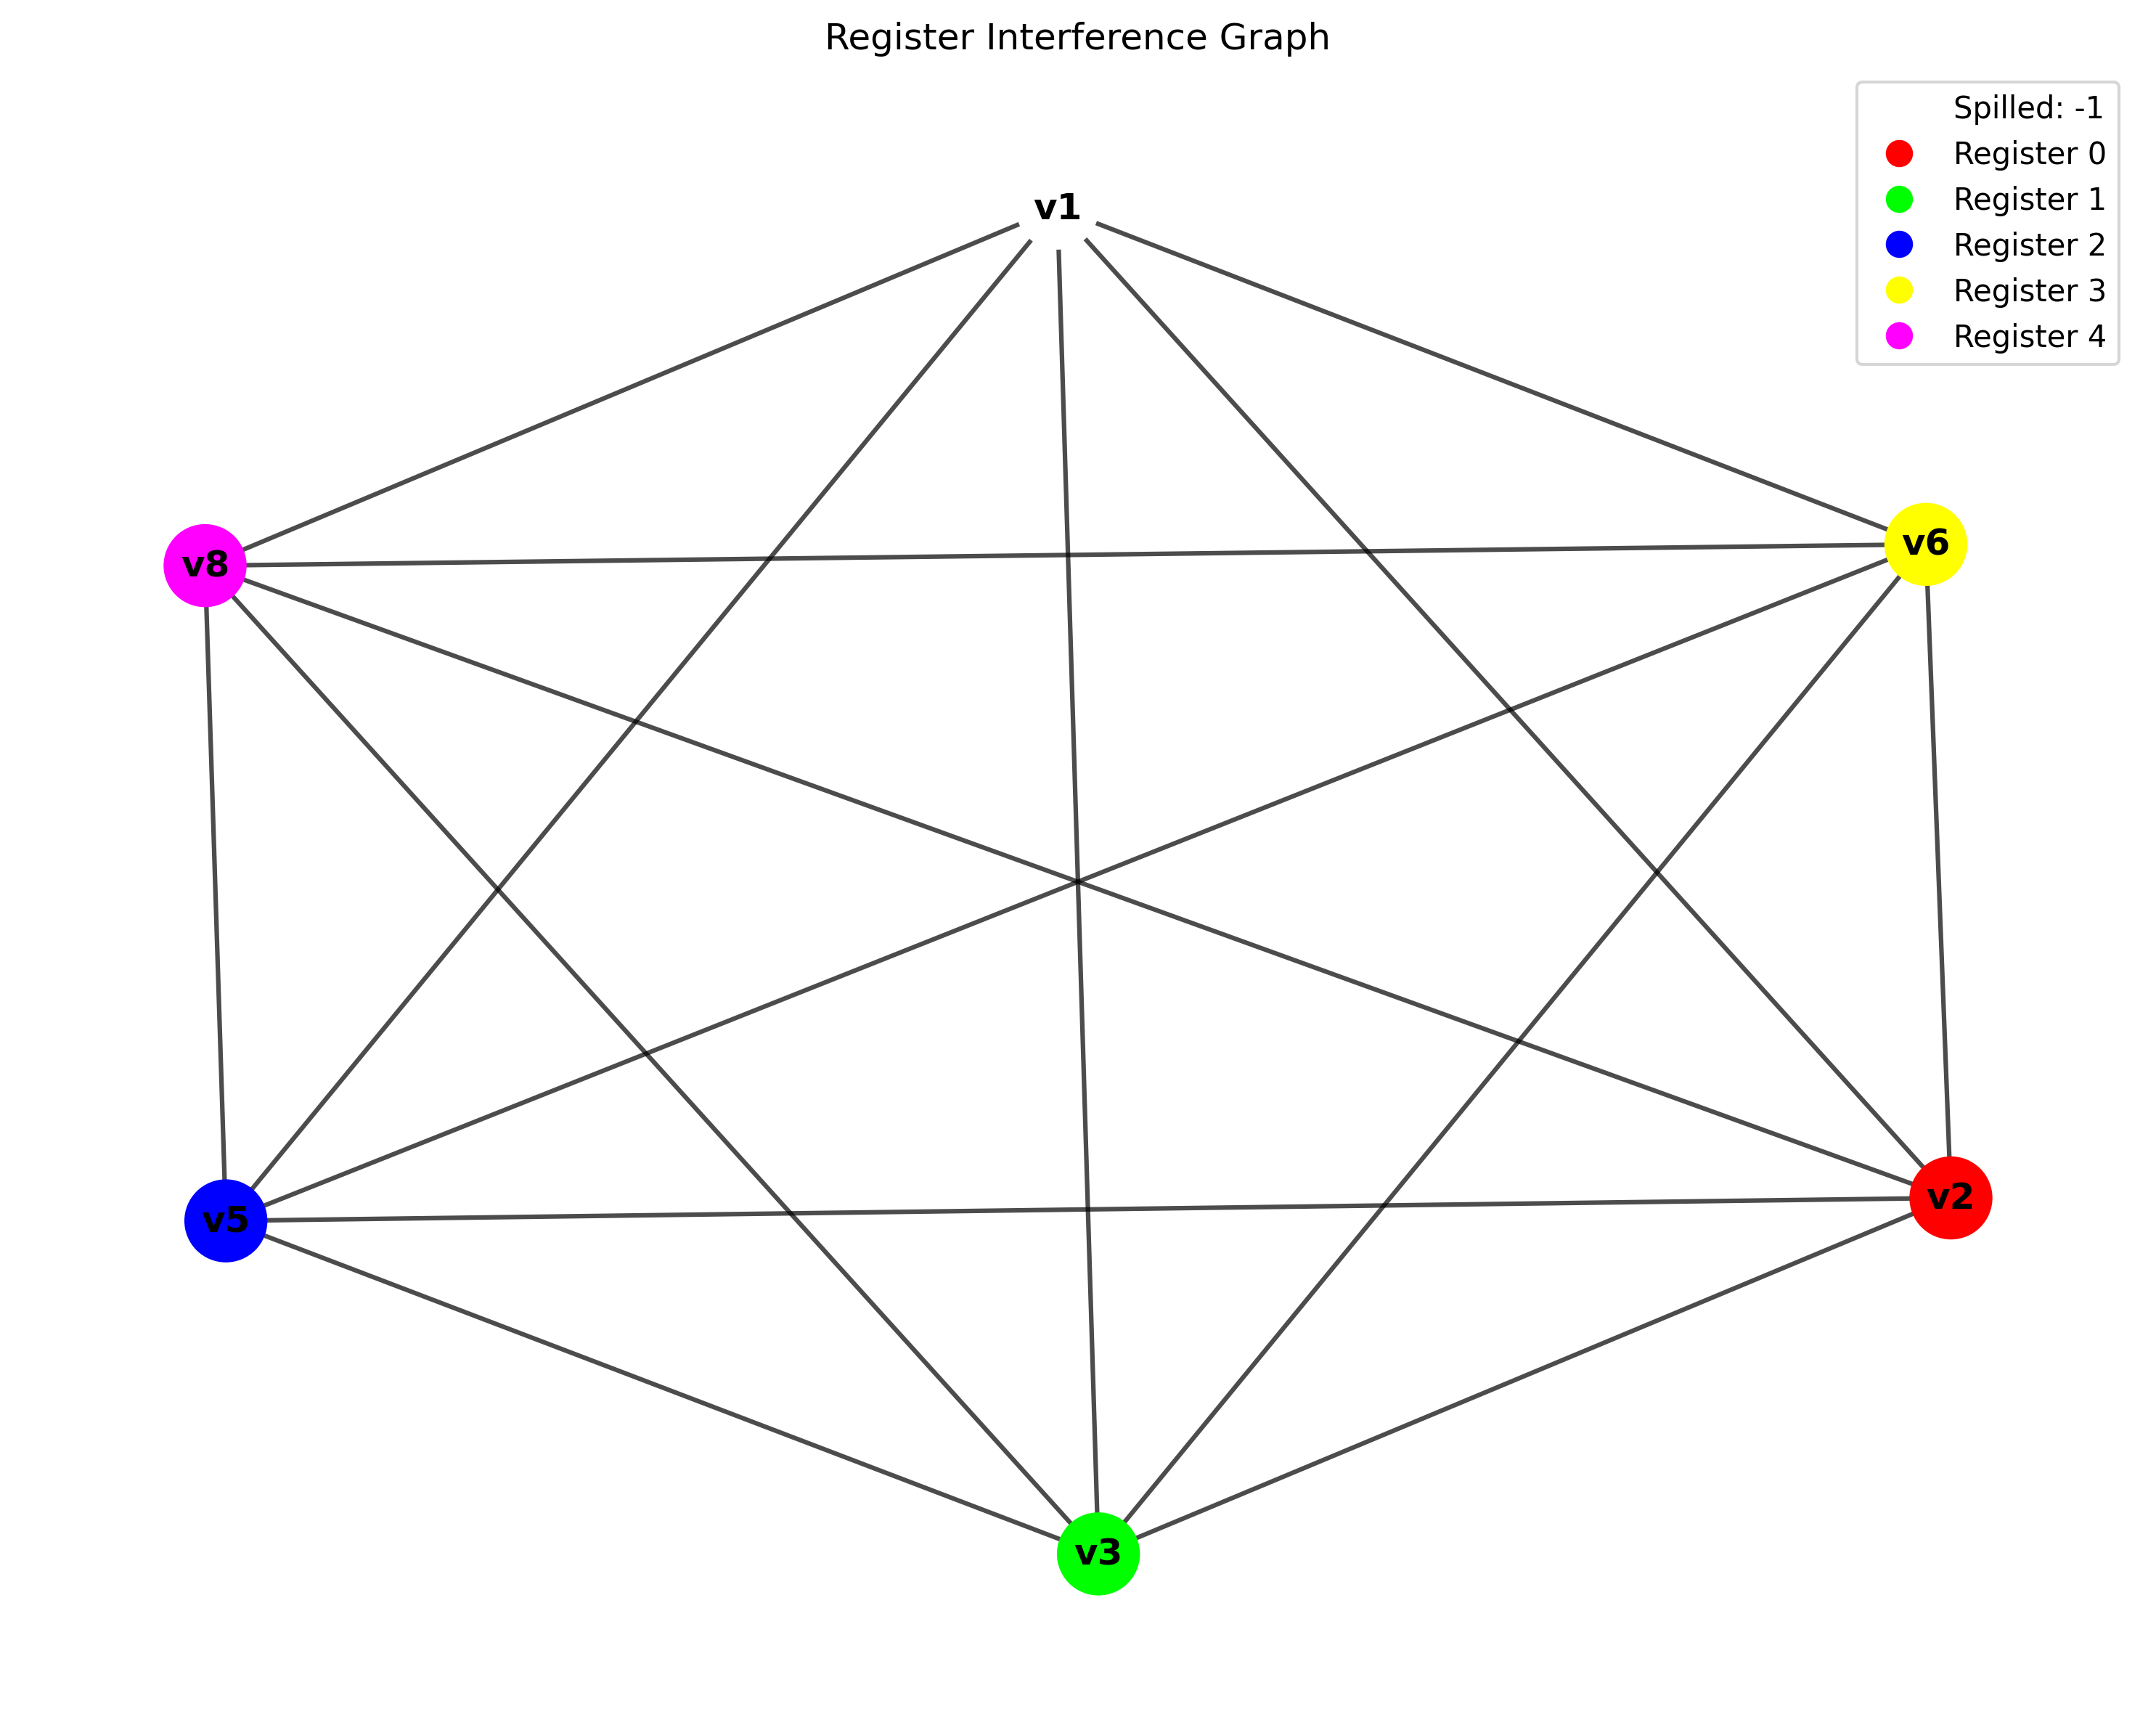 Register Interference Graph
Spilled: -1
Register 0
Register 1
Register 2
Register 3
Register 4
v1
v8
v6
v5
v2
v3